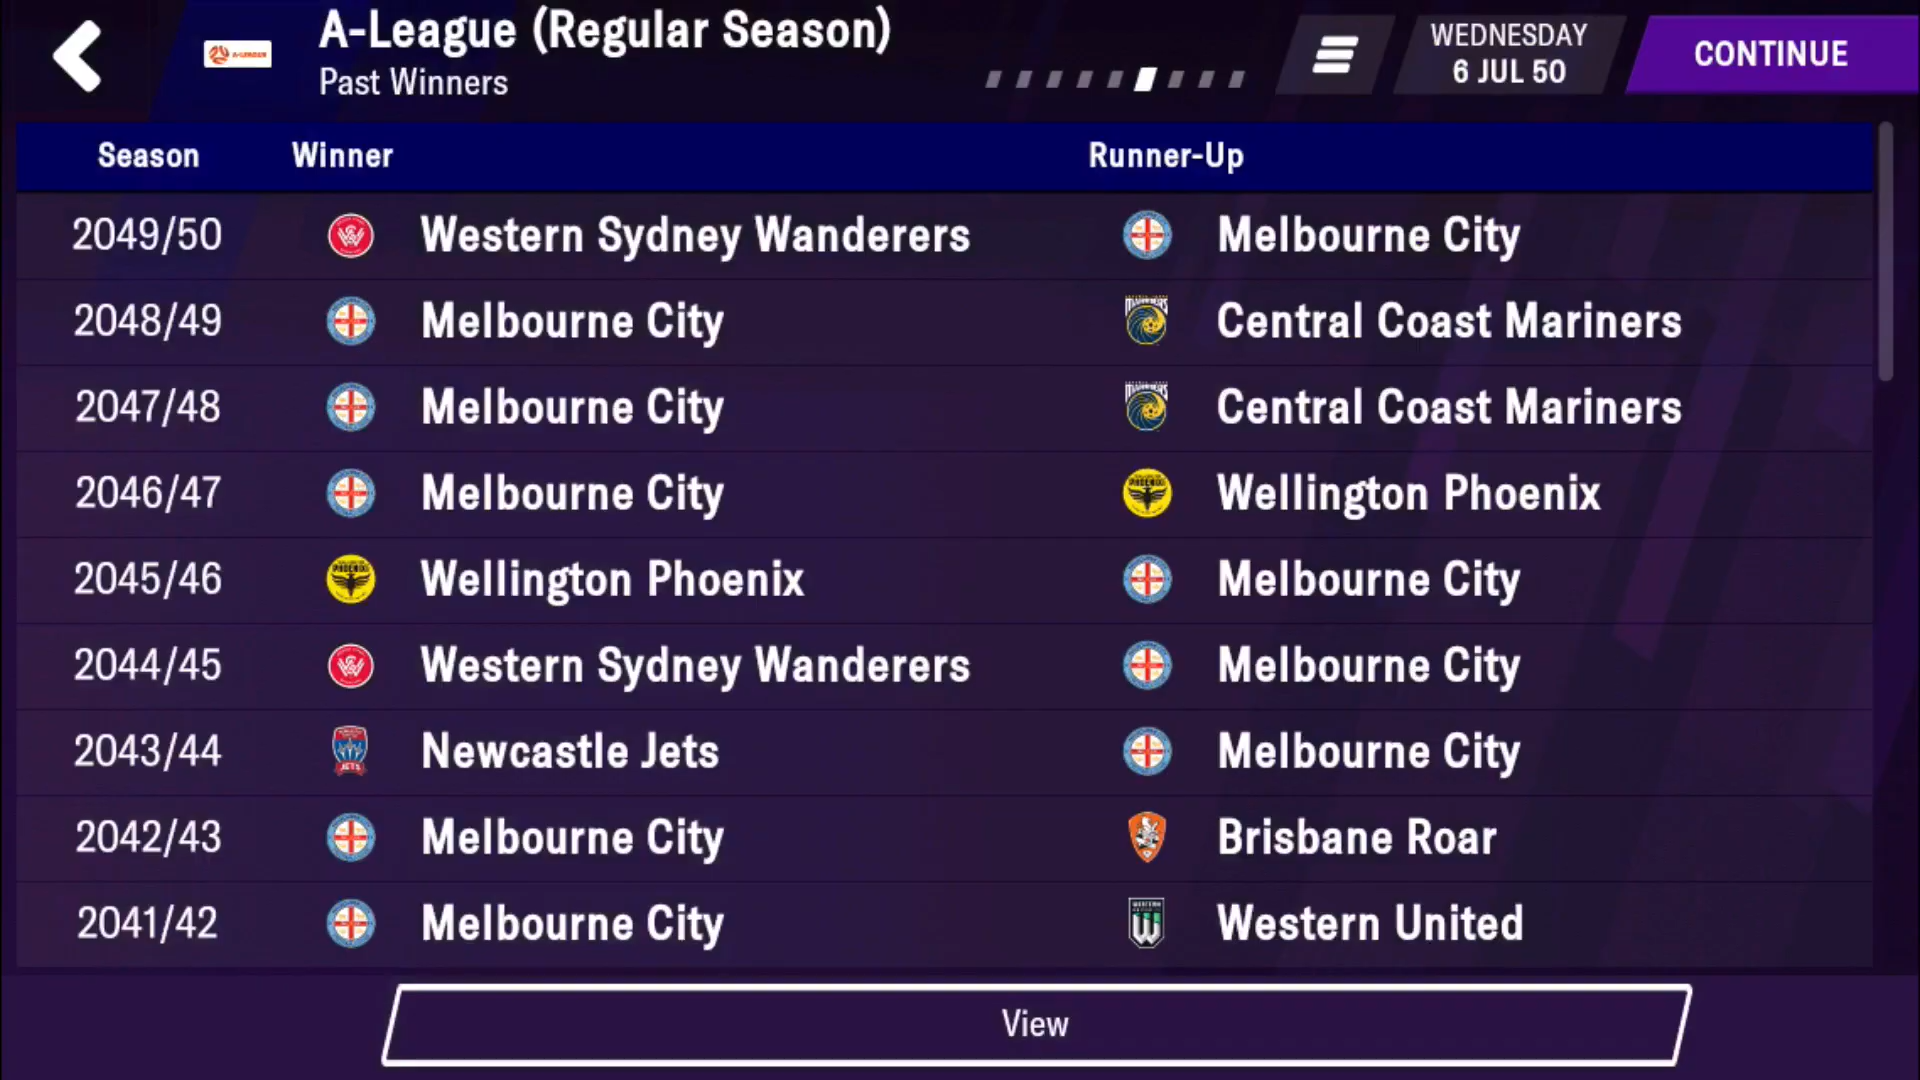 A-League (Regular Season)
Past Winners
A-LEAGUE
WEDNESDAY
6 JUL 50
CONTINUE
Season Winner Runner-Up
2049/50 Western Sydney Wanderers Melbourne City
2048/49 Melbourne City Central Coast Mariners
2047/48 Melbourne City Central Coast Mariners
2046/47 Melbourne City Wellington Phoenix
2045/46 Wellington Phoenix Melbourne City
2044/45 Western Sydney Wanderers Melbourne City
2043/44 Newcastle Jets Melbourne City
2042/43 Melbourne City Brisbane Roar
2041/42 Melbourne City Western United
View